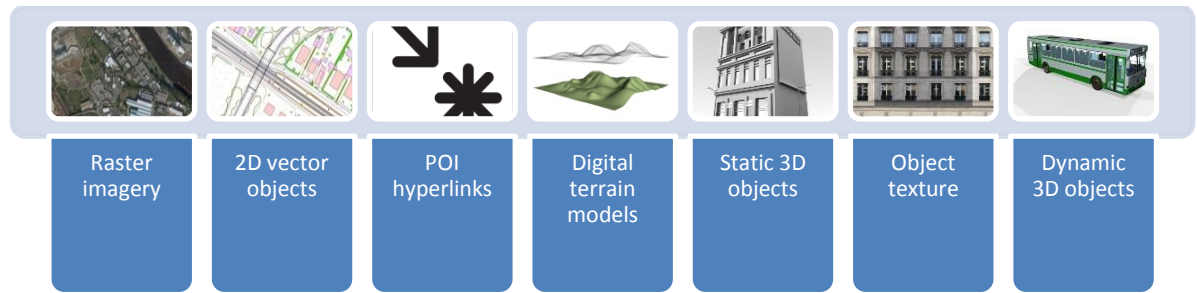 Raster
imagery
2D vector
objects
POI
hyperlinks
Digital
terrain
models
Static 3D
objects
Object
texture
Dynamic
3D objects